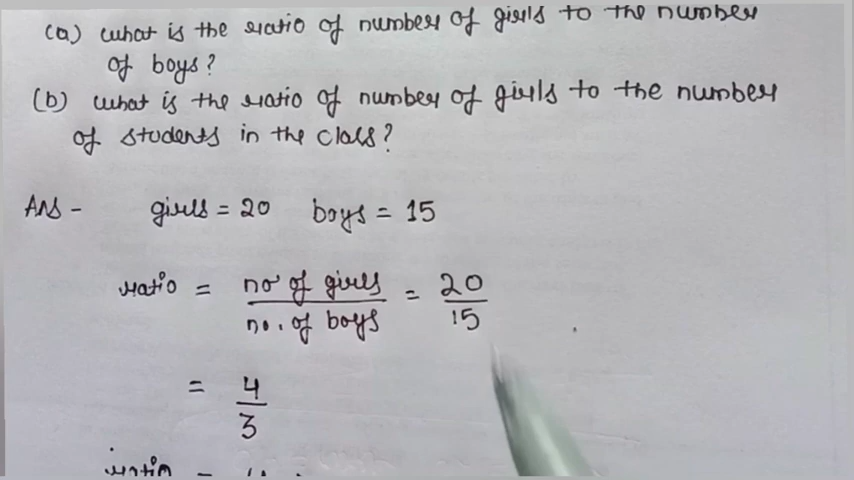 (a) what is the ratio of number of girls to the number
of boys?
(b) what is the ratio of number of girls to the number
of students in the class?
Ans - girls = 20 boys = 15
ratio = no of girls / no. of boys = 20 / 15
= 4 / 3
ratio =